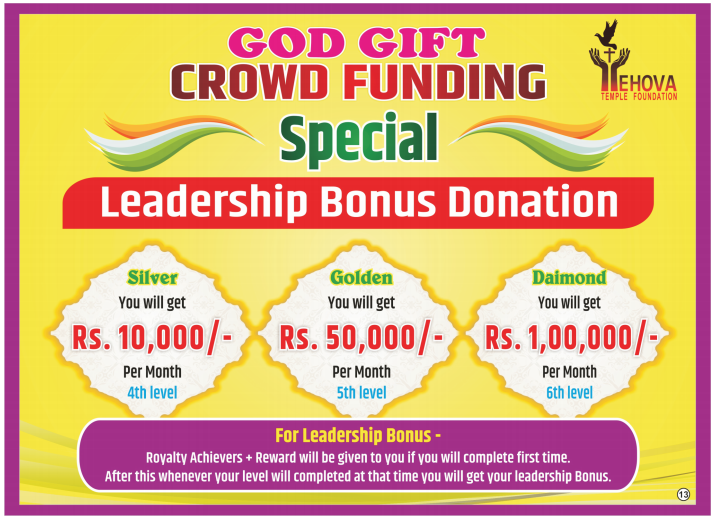 GOD GIFT
CROWD FUNDING
EHOVA
TEMPLE FOUNDATION
Special
Leadership Bonus Donation
Silver
You will get
Rs. 10,000/-
Per Month
4th level
Golden
You will get
Rs. 50,000/-
Per Month
5th level
Daimond
You will get
Rs. 1,00,000/-
Per Month
6th level
For Leadership Bonus -
Royalty Achievers + Reward will be given to you if you will complete first time.
After this whenever your level will completed at that time you will get your leadership Bonus.
13